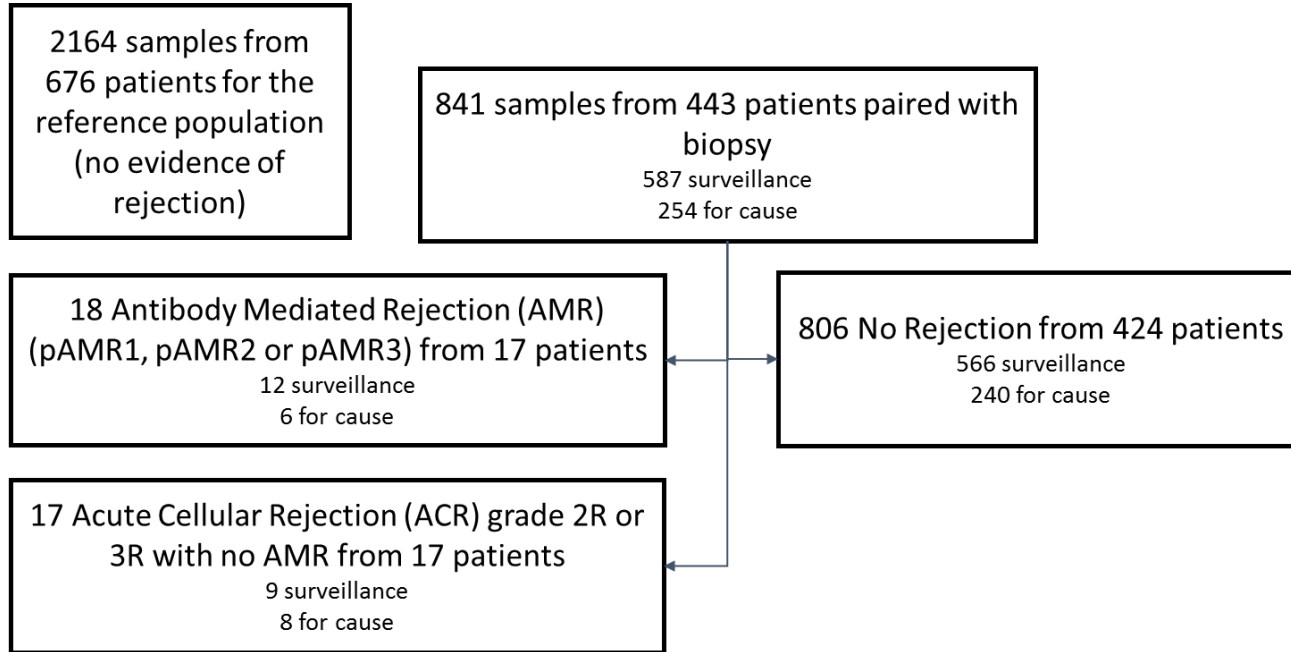 2164 samples from
676 patients for the
reference population
(no evidence of
rejection)
841 samples from 443 patients paired with
biopsy
587 surveillance
254 for cause
18 Antibody Mediated Rejection (AMR)
(pAMR1, pAMR2 or pAMR3) from 17 patients
12 surveillance
6 for cause
806 No Rejection from 424 patients
566 surveillance
240 for cause
17 Acute Cellular Rejection (ACR) grade 2R or
3R with no AMR from 17 patients
9 surveillance
8 for cause